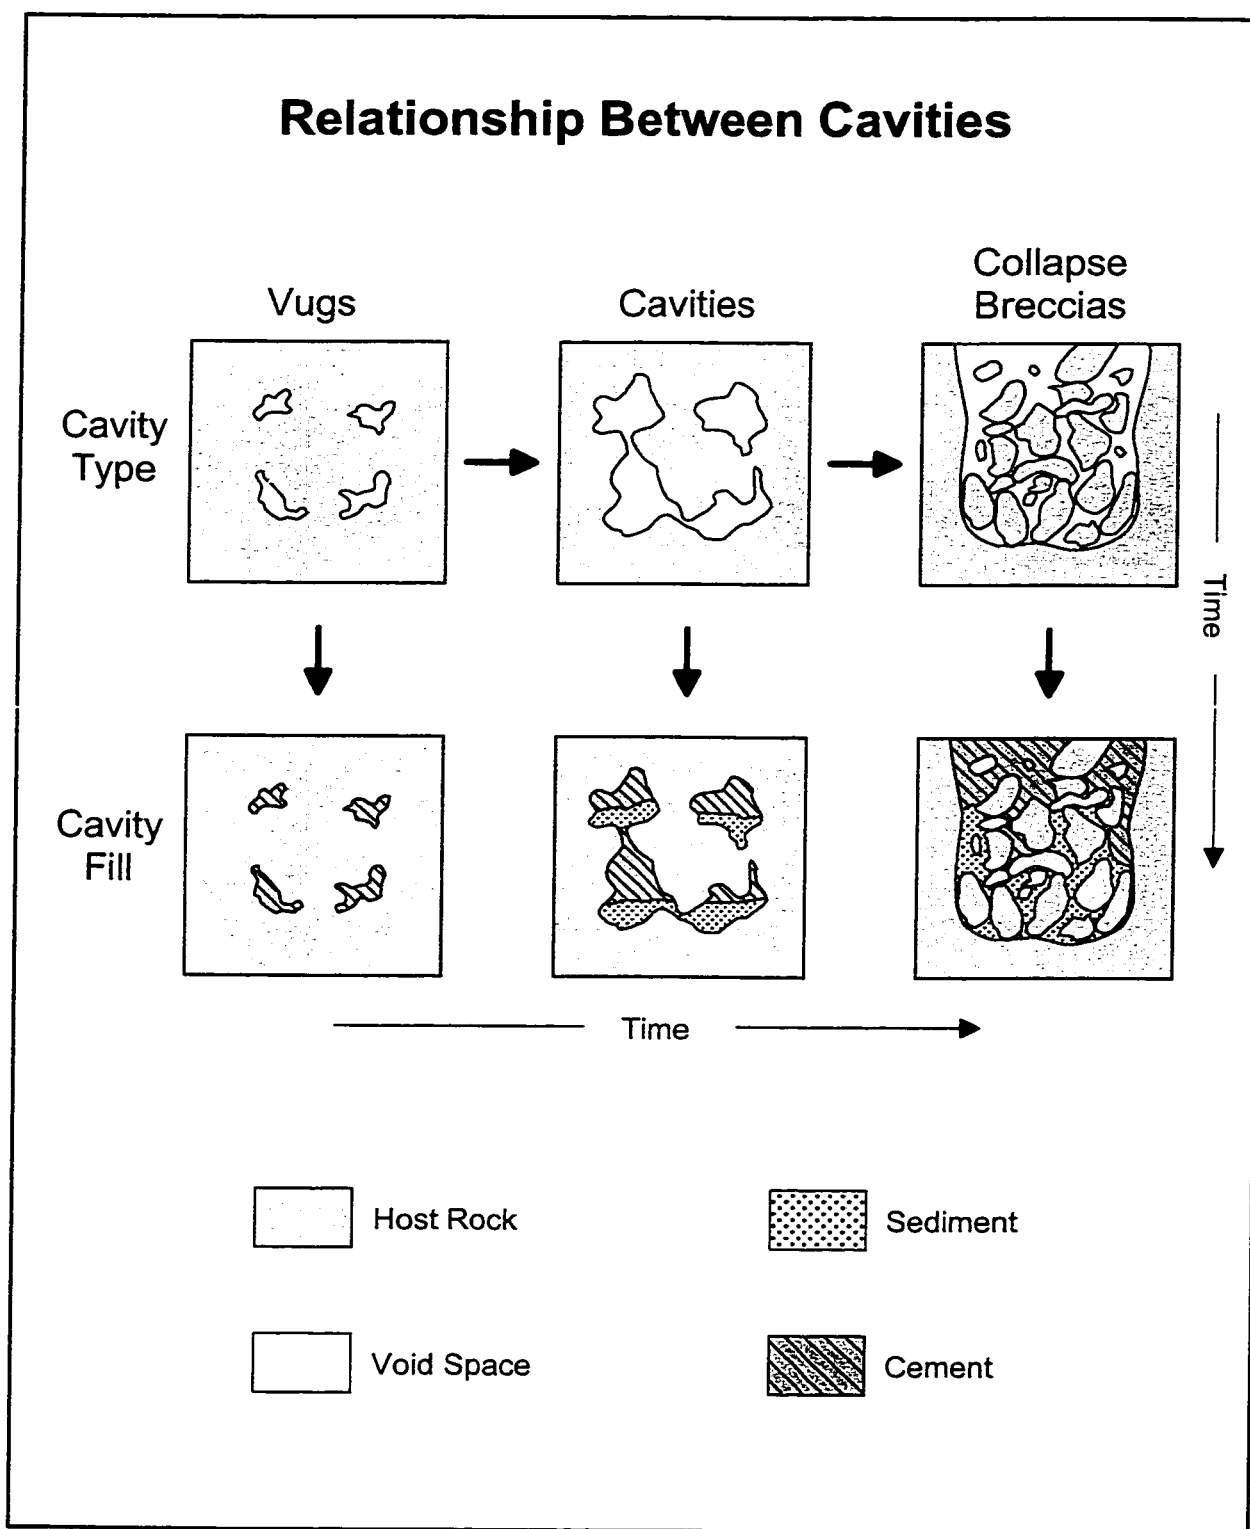 Relationship Between Cavities
Vugs
Cavities
Collapse
Breccias
Cavity
Type
Time
Cavity
Fill
Time
Host Rock
Sediment
Void Space
Cement